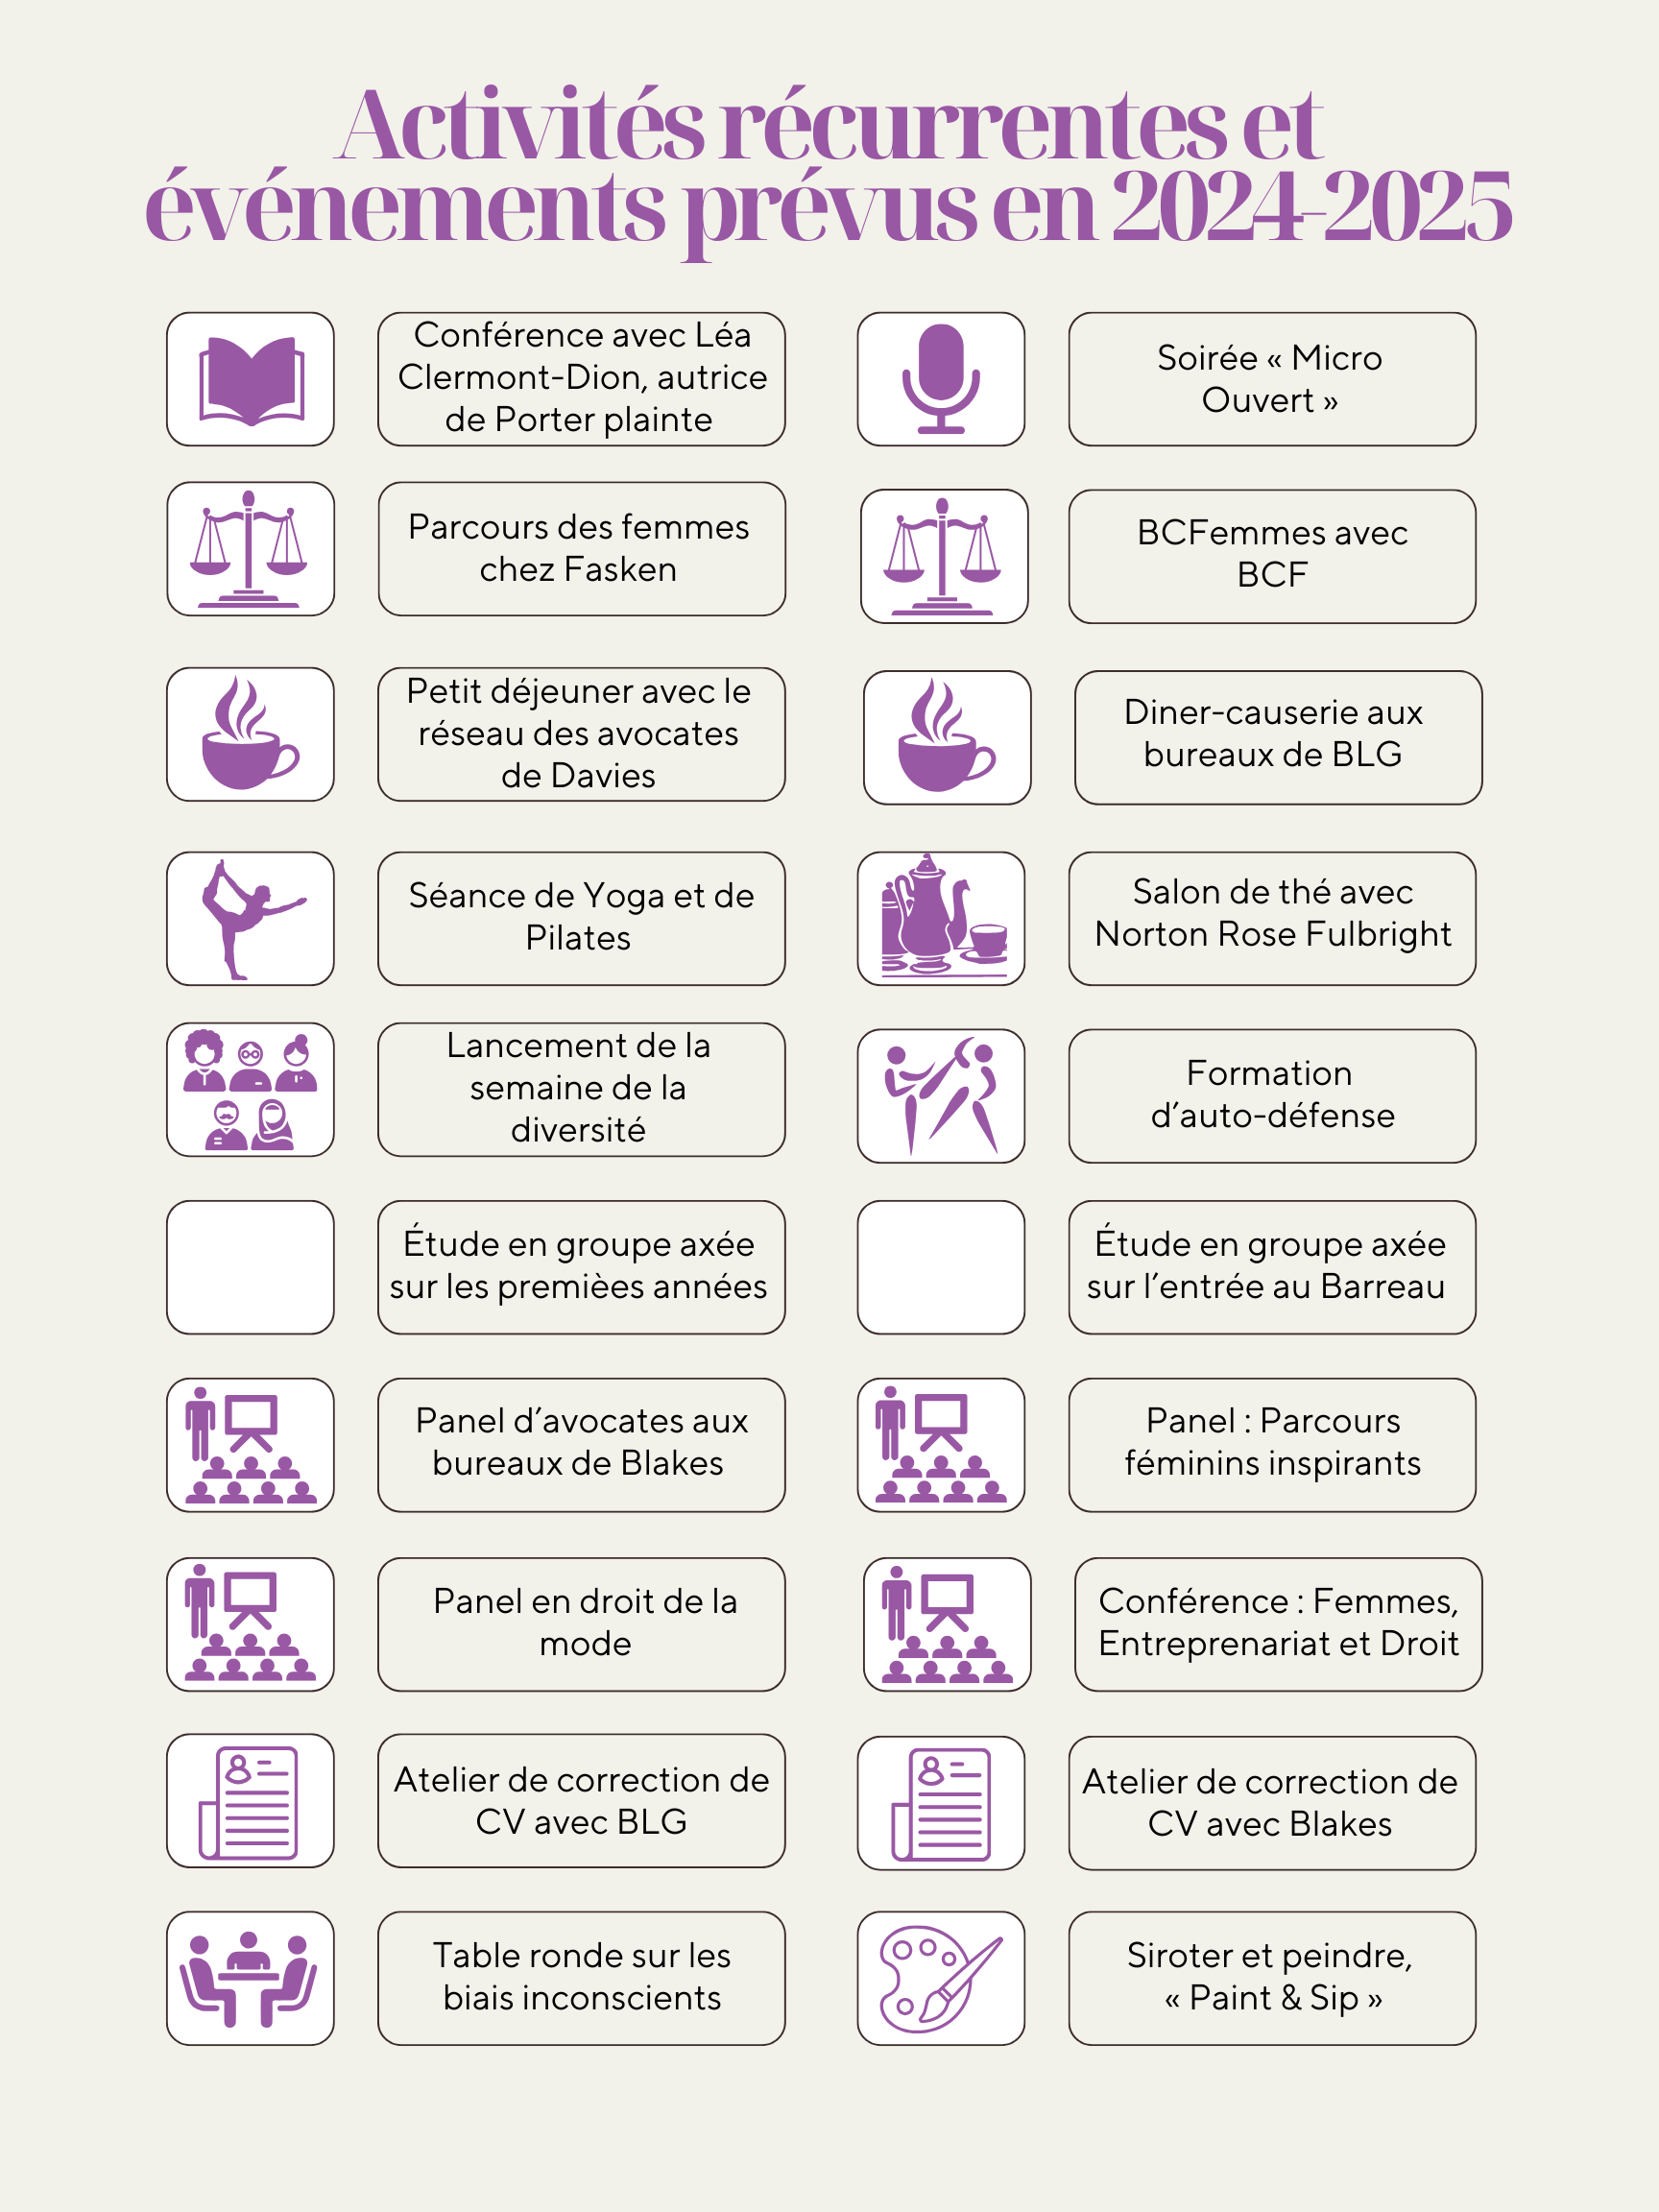 Activités récurrentes et
événements prévus en 2024-2025
Conférence avec Léa
Clermont-Dion, autrice
de Porter plainte
Soirée « Micro
Ouvert »
Parcours des femmes
chez Fasken
BCFemmes avec
BCF
Petit déjeuner avec le
réseau des avocates
de Davies
Diner-causerie aux
bureaux de BLG
Séance de Yoga et de
Pilates
Salon de thé avec
Norton Rose Fulbright
Lancement de la
semaine de la
diversité
Formation
d’auto-défense
Étude en groupe axée
sur les premièes années
Étude en groupe axée
sur l’entrée au Barreau
Panel d’avocates aux
bureaux de Blakes
Panel : Parcours
féminins inspirants
Panel en droit de la
mode
Conférence : Femmes,
Entreprenariat et Droit
Atelier de correction de
CV avec BLG
Atelier de correction de
CV avec Blakes
Table ronde sur les
biais inconscients
Siroter et peindre,
« Paint & Sip »